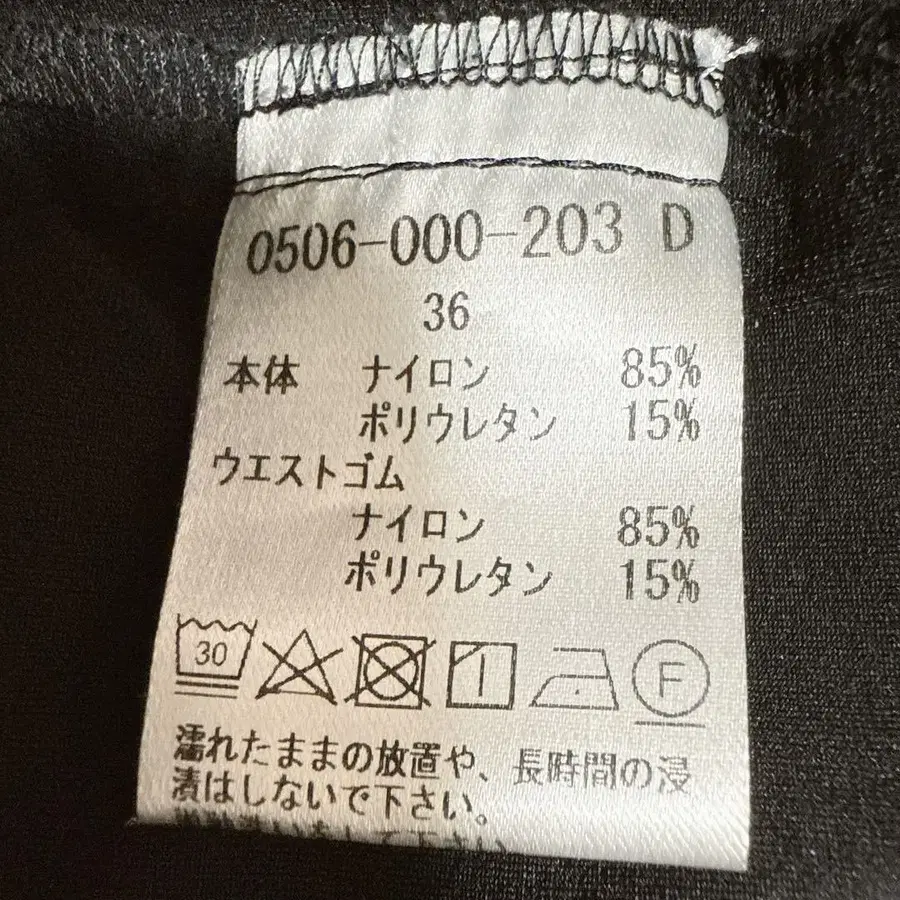 0506-000-203 D
36
本体 ナイロン 85%
ポリウレタン 15%
ウエストゴム
ナイロン 85%
ポリウレタン 15%
30 F
濡れたままの放置や、長時間の浸
漬はしないで下さい。